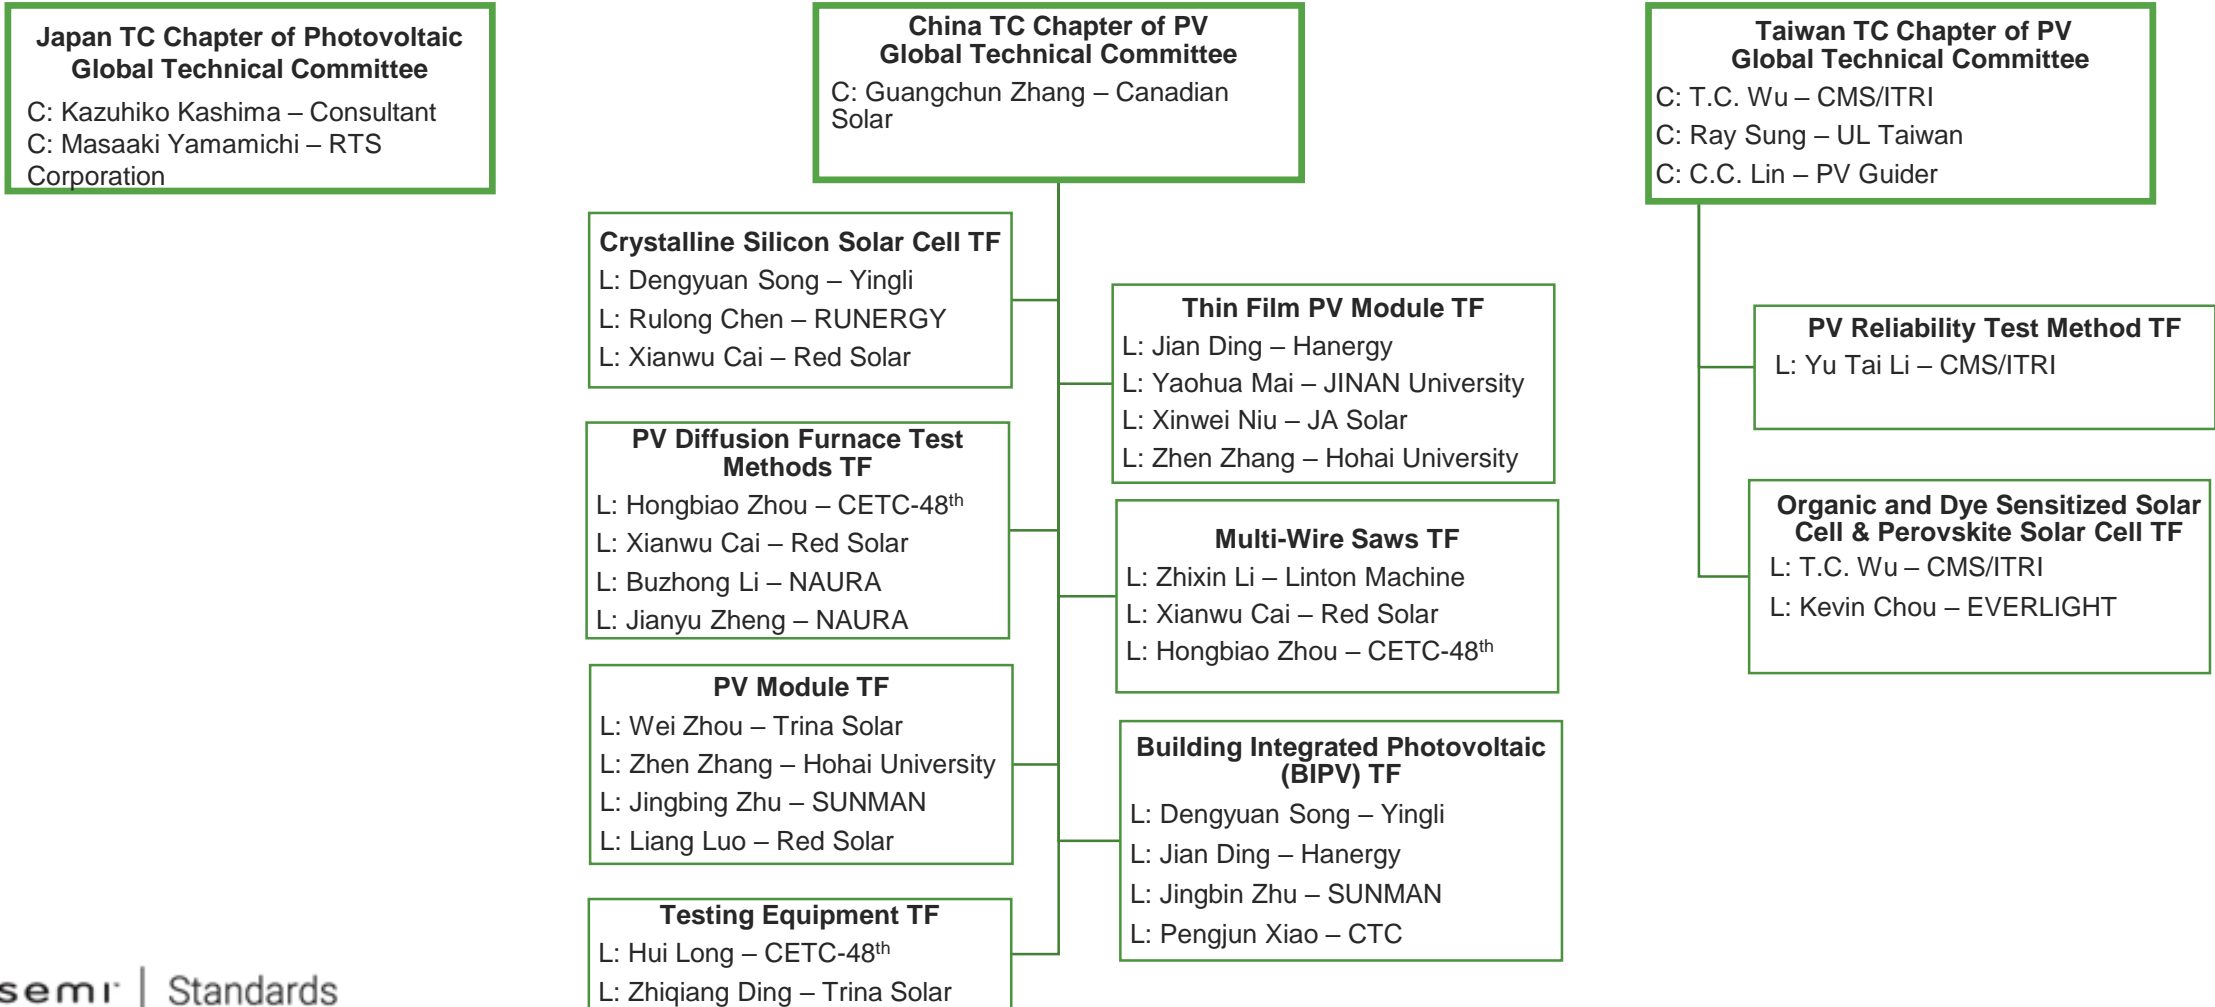 Japan TC Chapter of Photovoltaic
Global Technical Committee
C: Kazuhiko Kashima – Consultant
C: Masaaki Yamamichi – RTS
Corporation
China TC Chapter of PV
Global Technical Committee
C: Guangchun Zhang – Canadian
Solar
Taiwan TC Chapter of PV
Global Technical Committee
C: T.C. Wu – CMS/ITRI
C: Ray Sung – UL Taiwan
C: C.C. Lin – PV Guider
Crystalline Silicon Solar Cell TF
L: Dengyuan Song – Yingli
L: Rulong Chen – RUNERGY
L: Xianwu Cai – Red Solar
PV Diffusion Furnace Test
Methods TF
L: Hongbiao Zhou – CETC-48th
L: Xianwu Cai – Red Solar
L: Buzhong Li – NAURA
L: Jianyu Zheng – NAURA
PV Module TF
L: Wei Zhou – Trina Solar
L: Zhen Zhang – Hohai University
L: Jingbing Zhu – SUNMAN
L: Liang Luo – Red Solar
Testing Equipment TF
L: Hui Long – CETC-48th
L: Zhiqiang Ding – Trina Solar
Thin Film PV Module TF
L: Jian Ding – Hanergy
L: Yaohua Mai – JINAN University
L: Xinwei Niu – JA Solar
L: Zhen Zhang – Hohai University
Multi-Wire Saws TF
L: Zhixin Li – Linton Machine
L: Xianwu Cai – Red Solar
L: Hongbiao Zhou – CETC-48th
Building Integrated Photovoltaic
(BIPV) TF
L: Dengyuan Song – Yingli
L: Jian Ding – Hanergy
L: Jingbin Zhu – SUNMAN
L: Pengjun Xiao – CTC
PV Reliability Test Method TF
L: Yu Tai Li – CMS/ITRI
Organic and Dye Sensitized Solar
Cell & Perovskite Solar Cell TF
L: T.C. Wu – CMS/ITRI
L: Kevin Chou – EVERLIGHT
semi | Standards